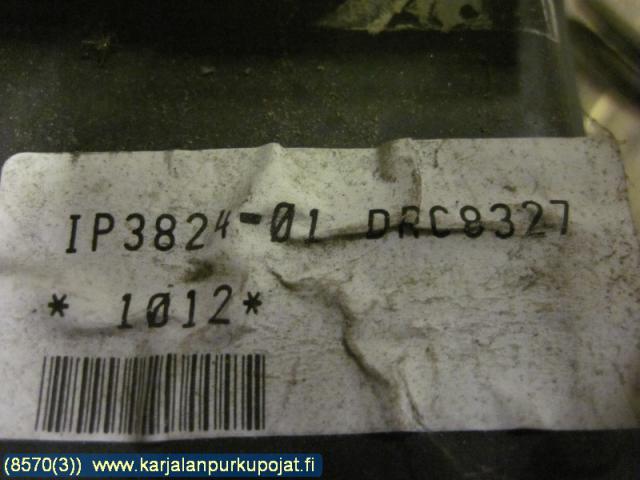 IP3824-01 DRC8327
* 1012*
(8570(3)) www.karjalanpurkupojat.fi